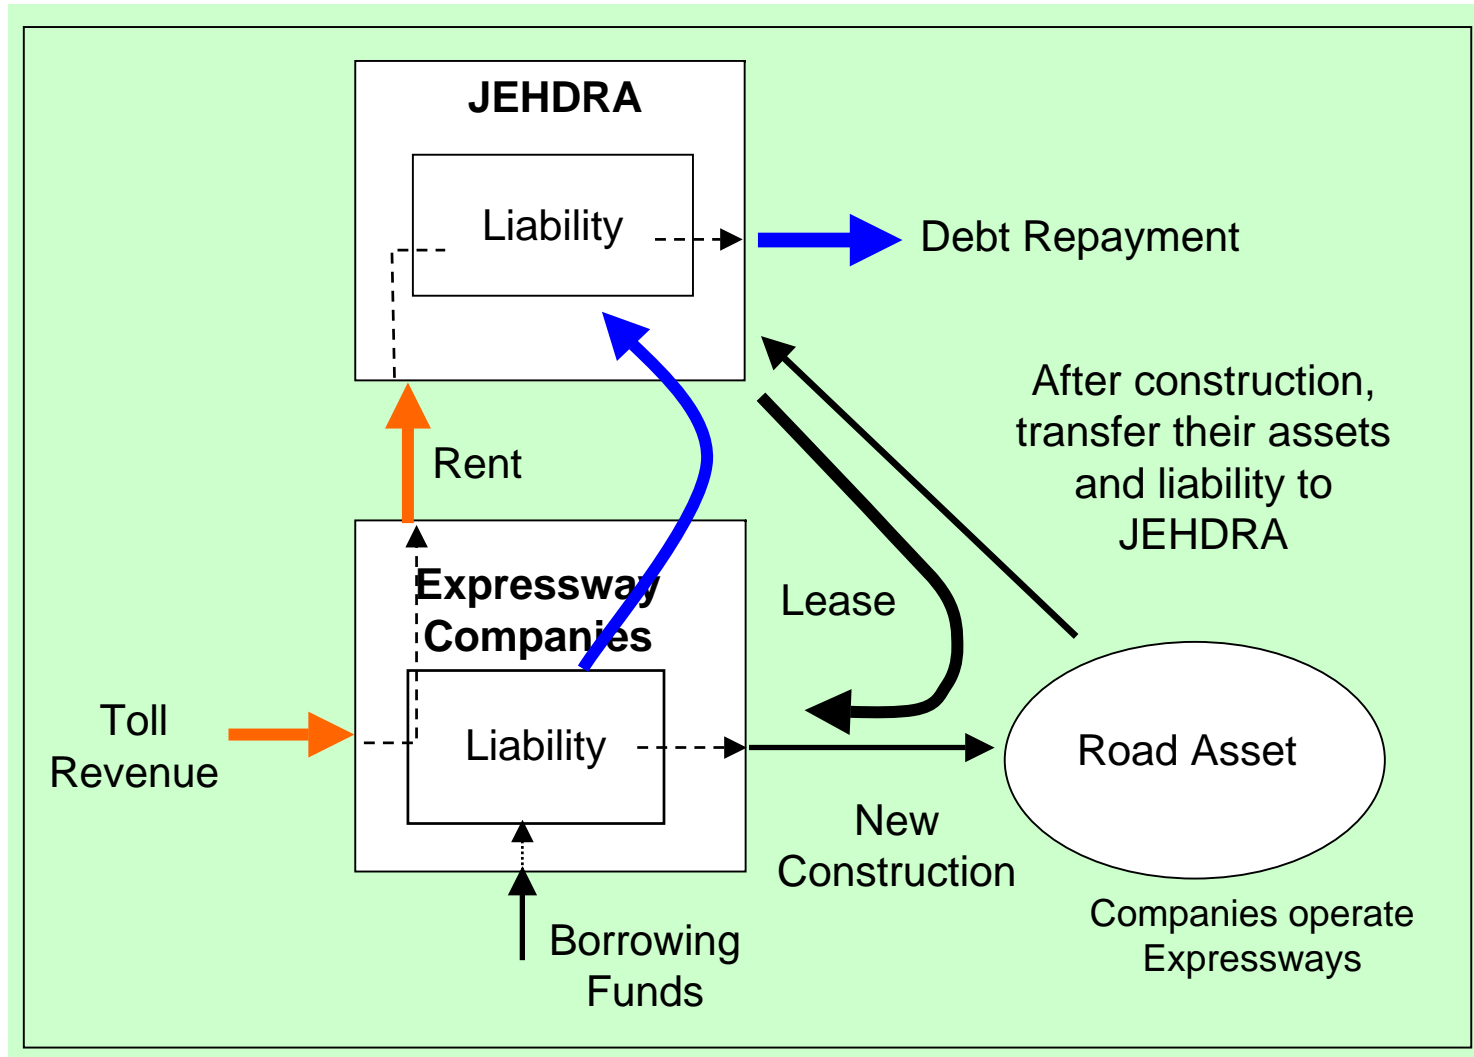 JEHDRA
Liability
Debt Repayment
After construction,
transfer their assets
and liability to
JEHDRA
Rent
Expressway
Companies
Lease
Toll
Revenue
Liability
Road Asset
New
Construction
Companies operate
Expressways
Borrowing
Funds